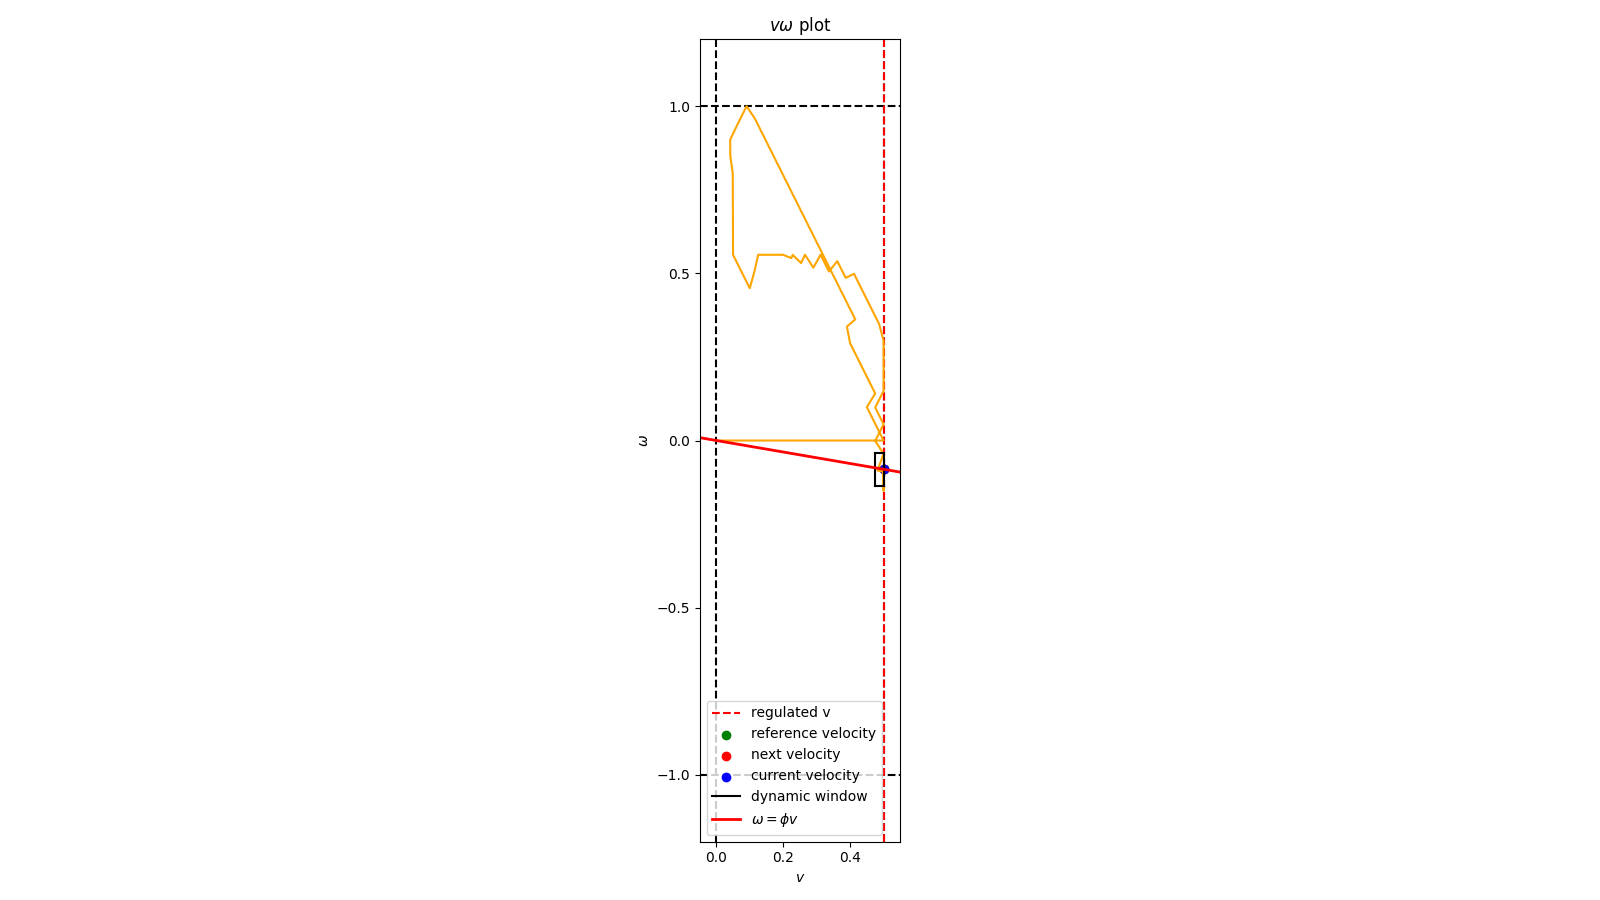 vω plot
1.0
0.5
0.0
−0.5
−1.0
ω
regulated v
reference velocity
next velocity
current velocity
dynamic window
ω = ϕv
0.0 0.2 0.4
v